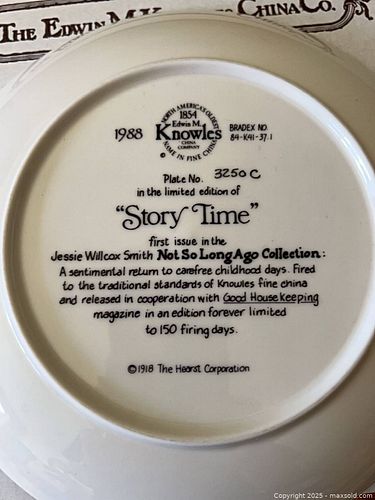 THE EDWIN M. K CHINA CO.
NORTH AMERICA'S OLDEST
1854
Edwin M.
1988 Knowles BRADEX NO.
84-K41-37.1
CHINA
COMPANY
NAME IN FINE CHINA
©
Plate No. 3250 C
in the limited edition of
"Story Time"
first issue in the
Jessie Willcox Smith Not So Long Ago Collection:
A sentimental return to carefree childhood days. Fired
to the traditional standards of Knowles fine china
and released in cooperation with Good Housekeeping
magazine in an edition forever limited
to 150 firing days.
©1918 The Hearst Corporation
Copyright 2025 - maxsold.com